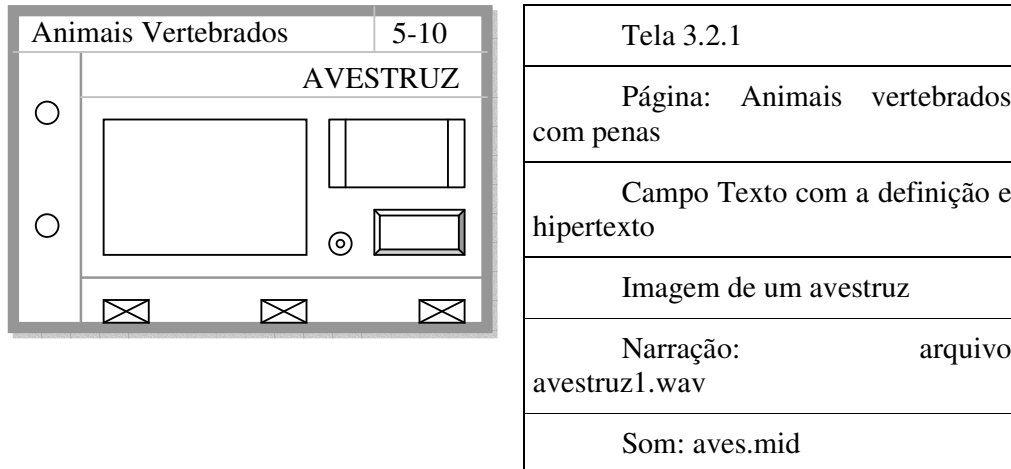 Animais Vertebrados 5-10
AVESTRUZ
Tela 3.2.1
Página: Animais vertebrados
com penas
Campo Texto com a definição e
hipertexto
Imagem de um avestruz
Narração: arquivo
avestruz1.wav
Som: aves.mid